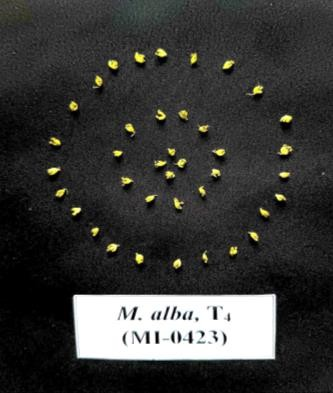 M. alba, T₄
(MI-0423)